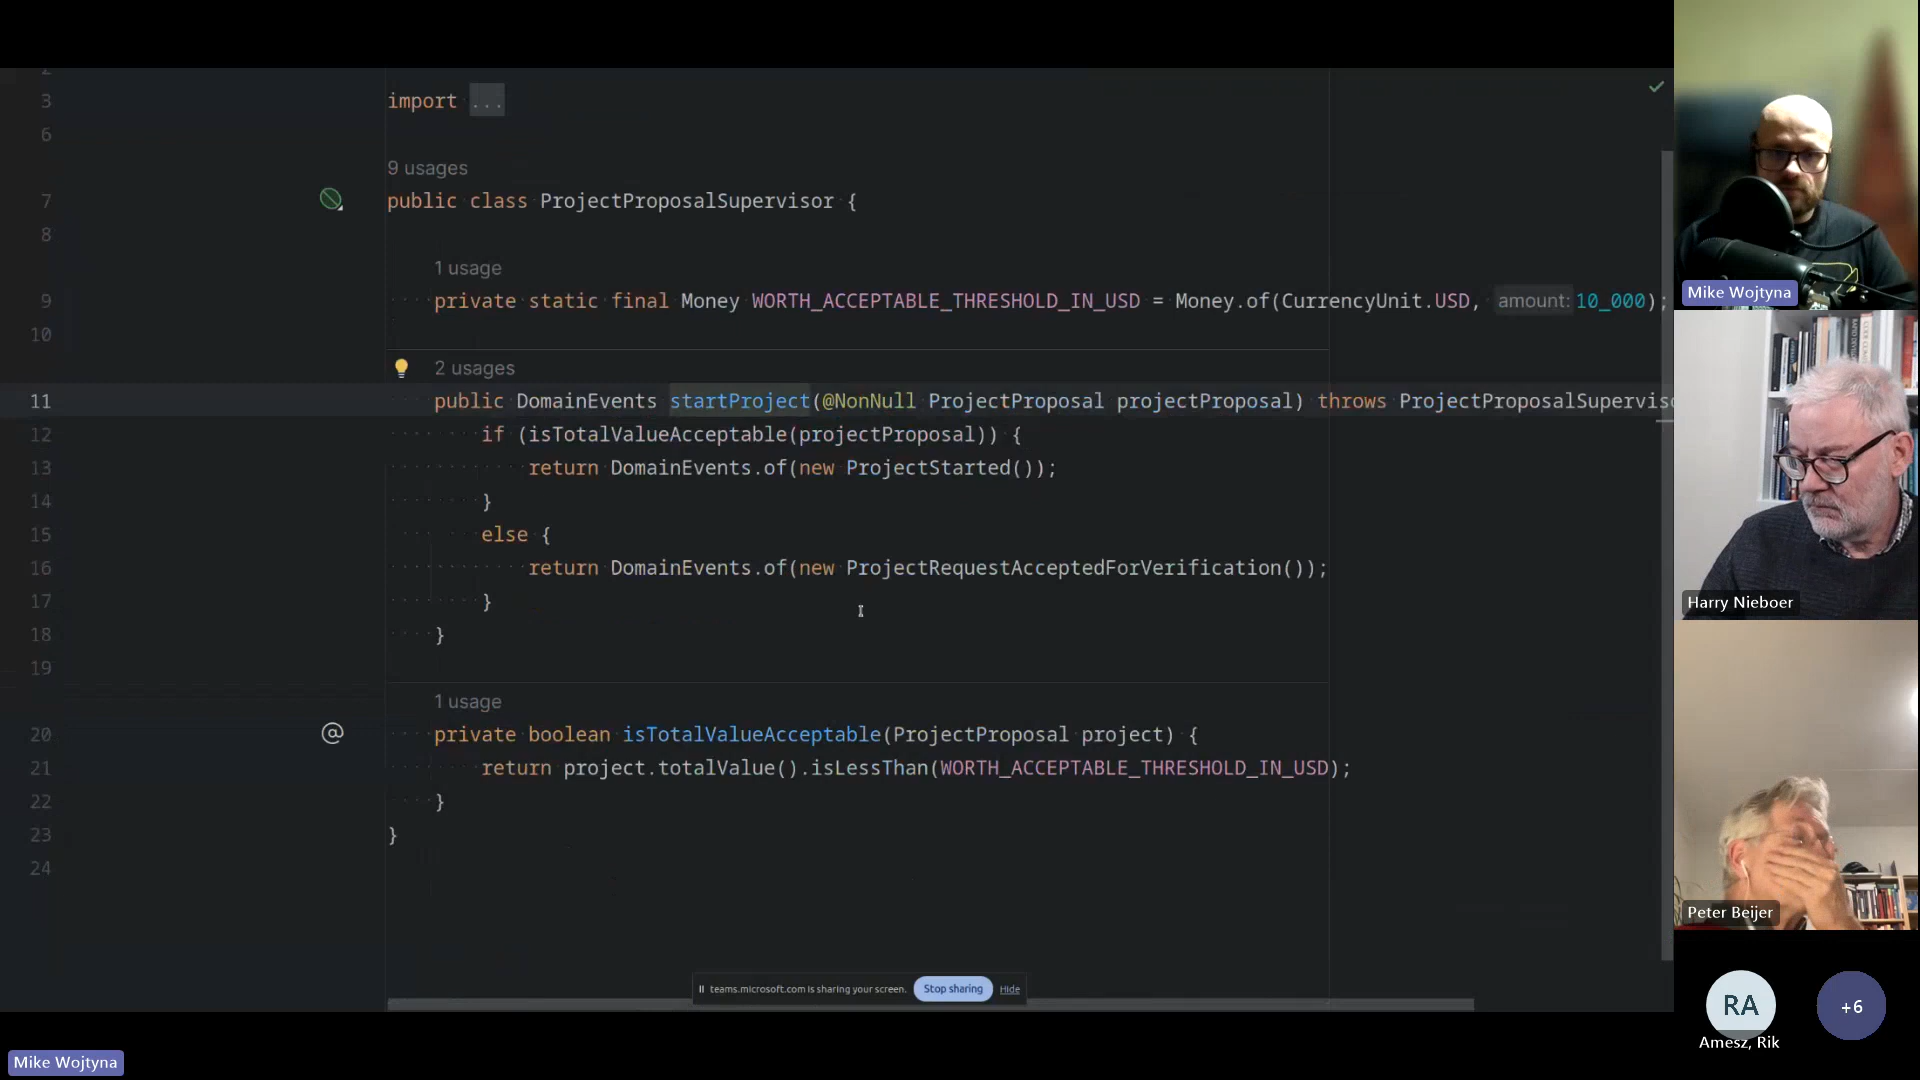 3 import ...
6
9 usages
7 public class ProjectProposalSupervisor {
8
1 usage
9 private static final Money WORTH_ACCEPTABLE_THRESHOLD_IN_USD = Money.of(CurrencyUnit.USD, amount: 10_000);
10
2 usages
11 public DomainEvents startProject(@NonNull ProjectProposal projectProposal) throws ProjectProposalSuperviso
12 if (isTotalValueAcceptable(projectProposal)) {
13 return DomainEvents.of(new ProjectStarted());
14 }
15 else {
16 return DomainEvents.of(new ProjectRequestAcceptedForVerification());
17 }
18 }
19
1 usage
20 @ private boolean isTotalValueAcceptable(ProjectProposal project) {
21 return project.totalValue().isLessThan(WORTH_ACCEPTABLE_THRESHOLD_IN_USD);
22 }
23 }
24
teams.microsoft.com is sharing your screen. Stop sharing Hide
Mike Wojtyna
Mike Wojtyna
Harry Nieboer
Peter Beijer
RA
Amesz, Rik
+6